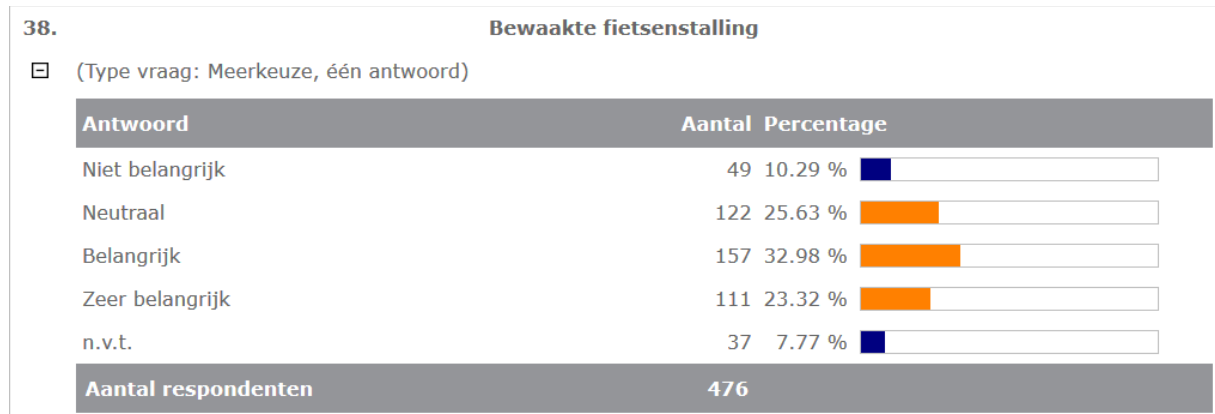 38. Bewaakte fietsenstalling
(Type vraag: Meerkeuze, één antwoord)
Antwoord Aantal Percentage
Niet belangrijk 49 10.29 %
Neutraal 122 25.63 %
Belangrijk 157 32.98 %
Zeer belangrijk 111 23.32 %
n.v.t. 37 7.77 %
Aantal respondenten 476